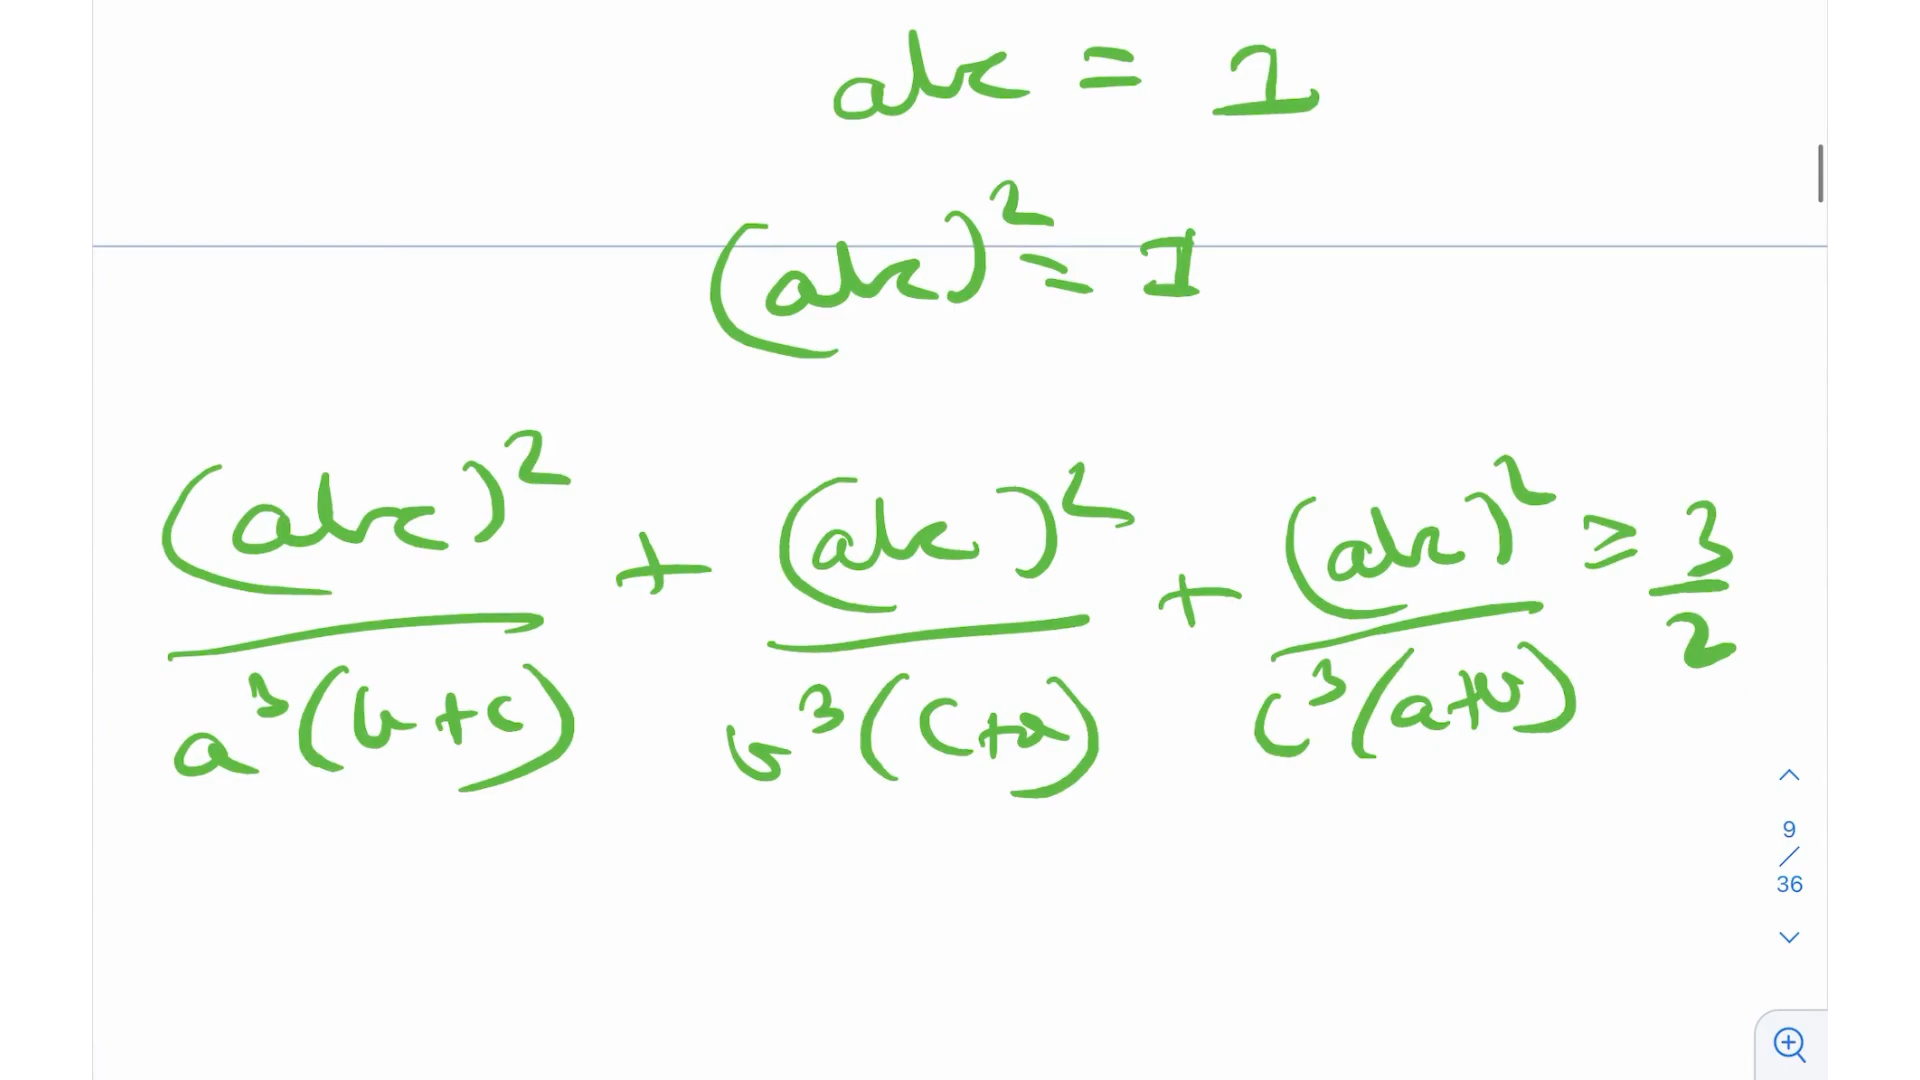 abc = 1
(abc)² = 1
(abc)²/a³(b+c) + (abc)²/b³(c+a) + (abc)²/c³(a+b) ≥ 3/2
9
/
36